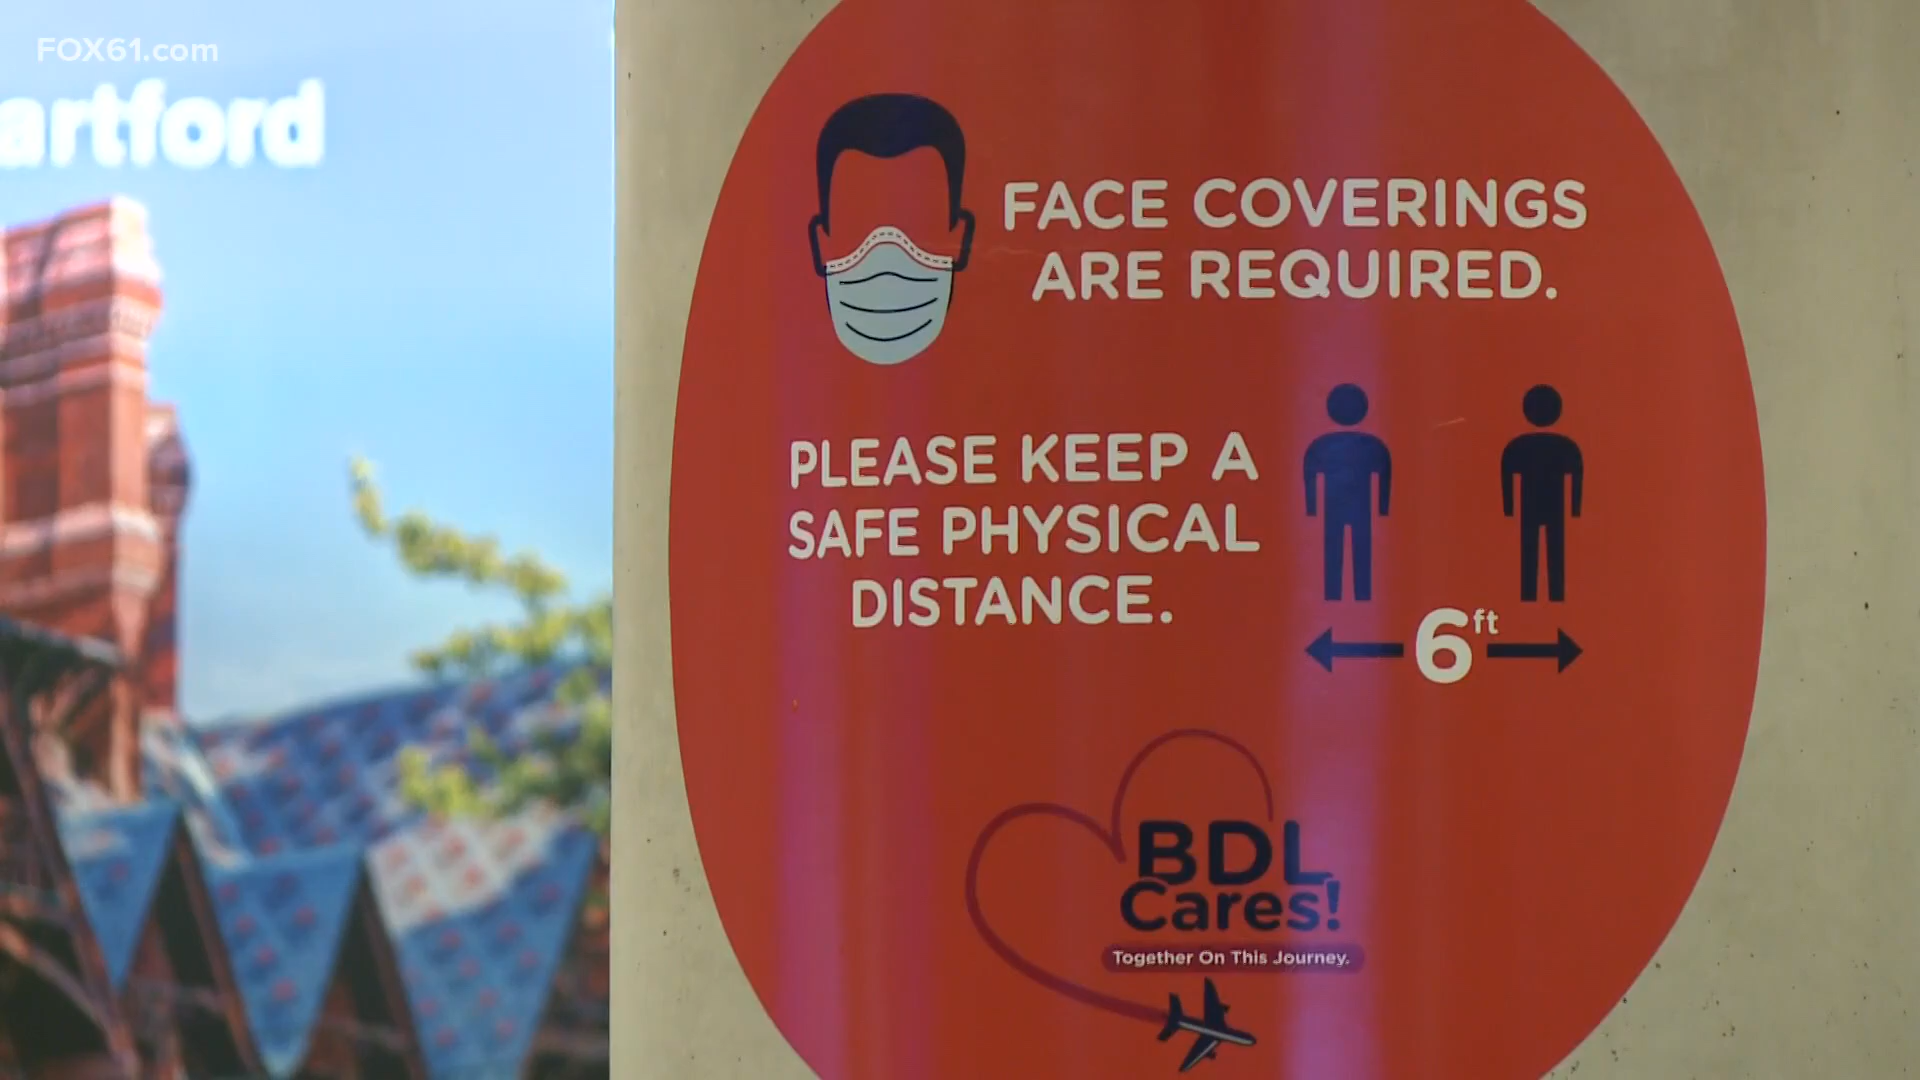 FOX61.com
artford
FACE COVERINGS
ARE REQUIRED.
PLEASE KEEP A
SAFE PHYSICAL
DISTANCE.
6ft
BDL
Cares!
Together On This Journey.